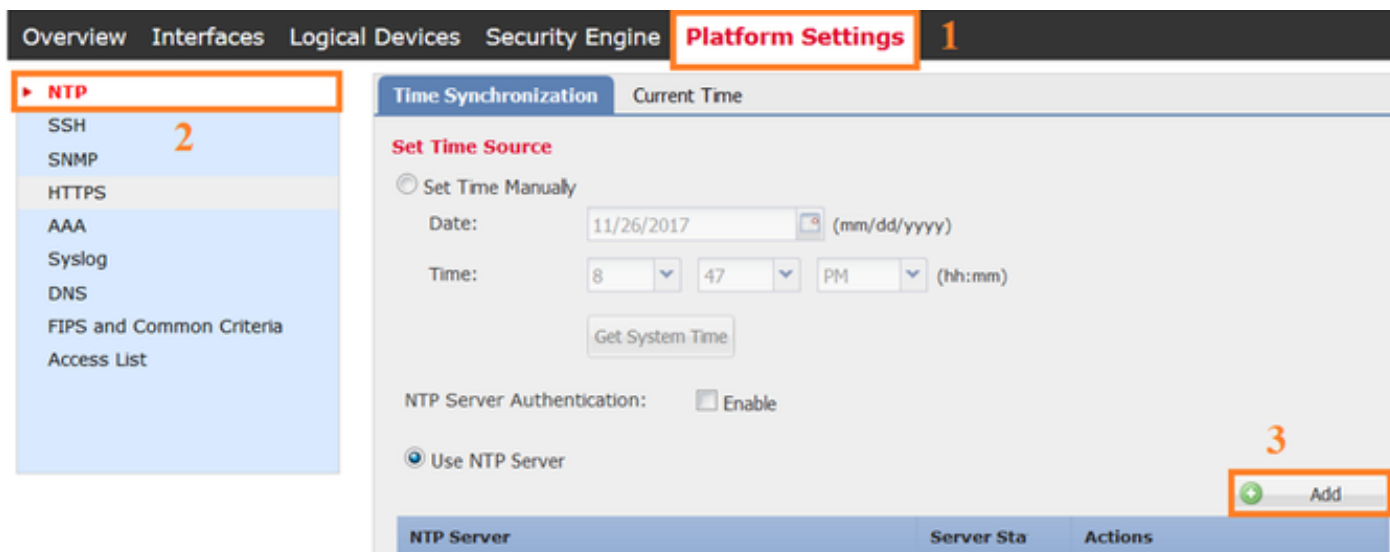 Overview Interfaces Logical Devices Security Engine Platform Settings 1
NTP
SSH
2
SNMP
HTTPS
AAA
Syslog
DNS
FIPS and Common Criteria
Access List
Time Synchronization Current Time
Set Time Source
Set Time Manually
Date: 11/26/2017 (mm/dd/yyyy)
Time: 8 47 PM (hh:mm)
Get System Time
NTP Server Authentication: Enable
Use NTP Server
3
Add
NTP Server Server Sta Actions